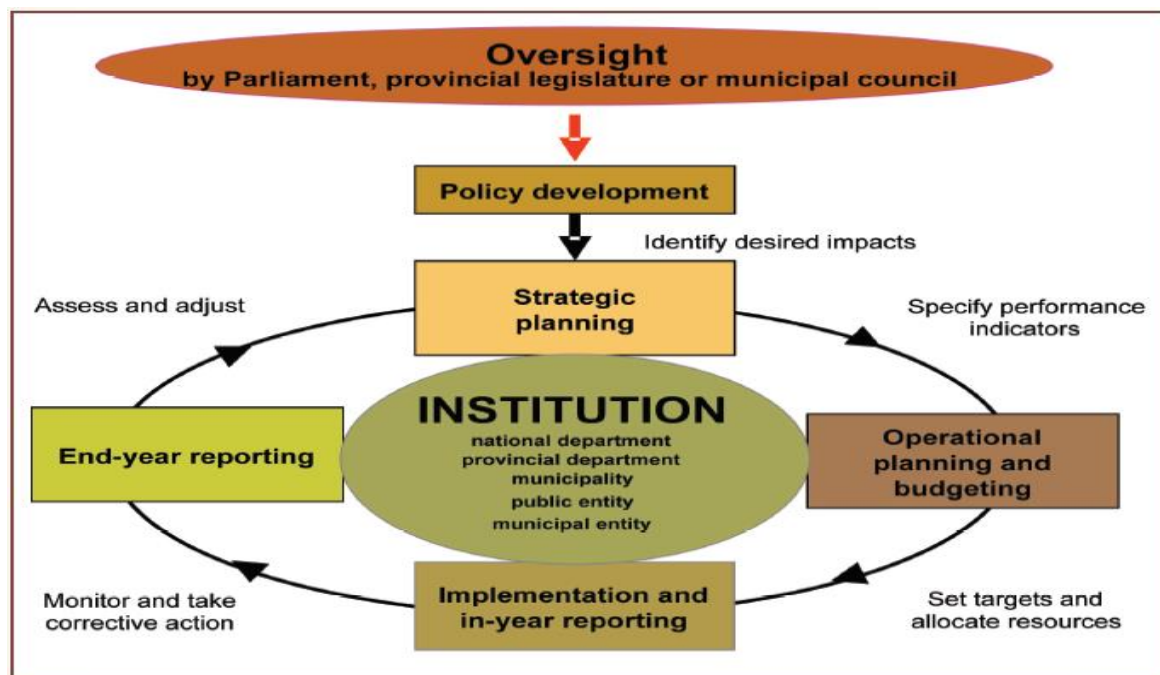 Oversight
by Parliament, provincial legislature or municipal council
Policy development
Identify desired impacts
Strategic
planning
Assess and adjust
Specify performance
indicators
INSTITUTION
national department
provincial department
municipality
public entity
municipal entity
End-year reporting
Operational
planning and
budgeting
Implementation and
in-year reporting
Monitor and take
corrective action
Set targets and
allocate resources